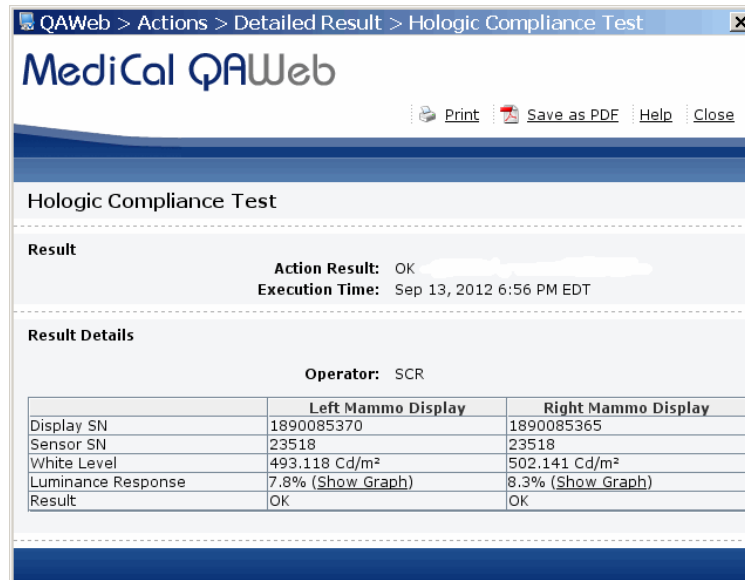 QAWeb > Actions > Detailed Result > Hologic Compliance Test
MediCal QAWeb
Print Save as PDF Help Close
Hologic Compliance Test
Result
Action Result: OK
Execution Time: Sep 13, 2012 6:56 PM EDT
Result Details
Operator: SCR
Left Mammo Display Right Mammo Display
Display SN 1890085370 1890085365
Sensor SN 23518 23518
White Level 493.118 Cd/m² 502.141 Cd/m²
Luminance Response 7.8% (Show Graph) 8.3% (Show Graph)
Result OK OK